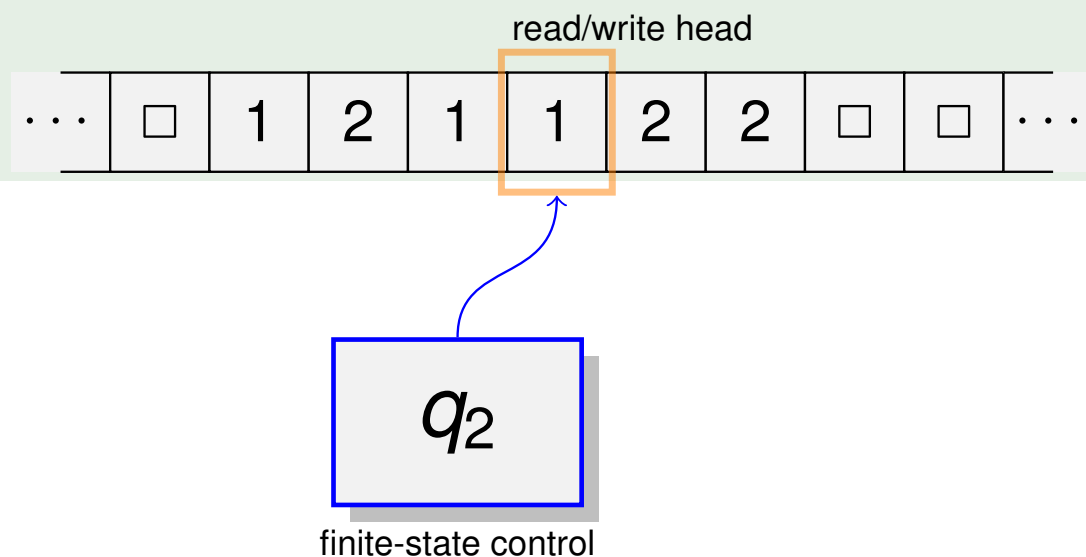 read/write head
··· □ 1 2 1 1 2 2 □ □ ···
q₂
finite-state control